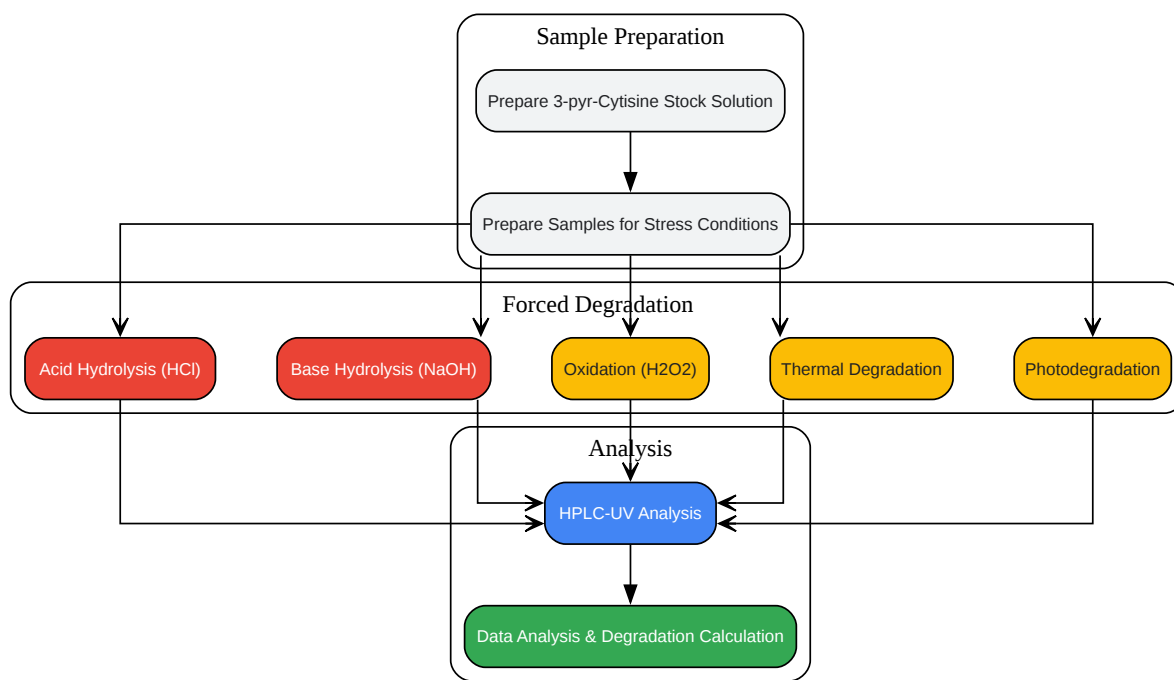 Sample Preparation
Prepare 3-pyr-Cytisine Stock Solution
Prepare Samples for Stress Conditions
Forced Degradation
Acid Hydrolysis (HCl)
Base Hydrolysis (NaOH)
Oxidation (H2O2)
Thermal Degradation
Photodegradation
Analysis
HPLC-UV Analysis
Data Analysis & Degradation Calculation